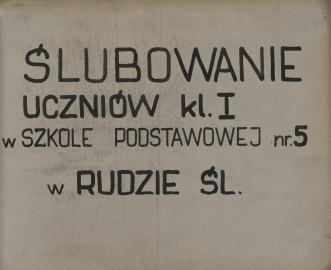 ŚLUBOWANIE
UCZNIÓW kl. I
w SZKOLE PODSTAWOWEJ nr. 5
w RUDZIE ŚL.